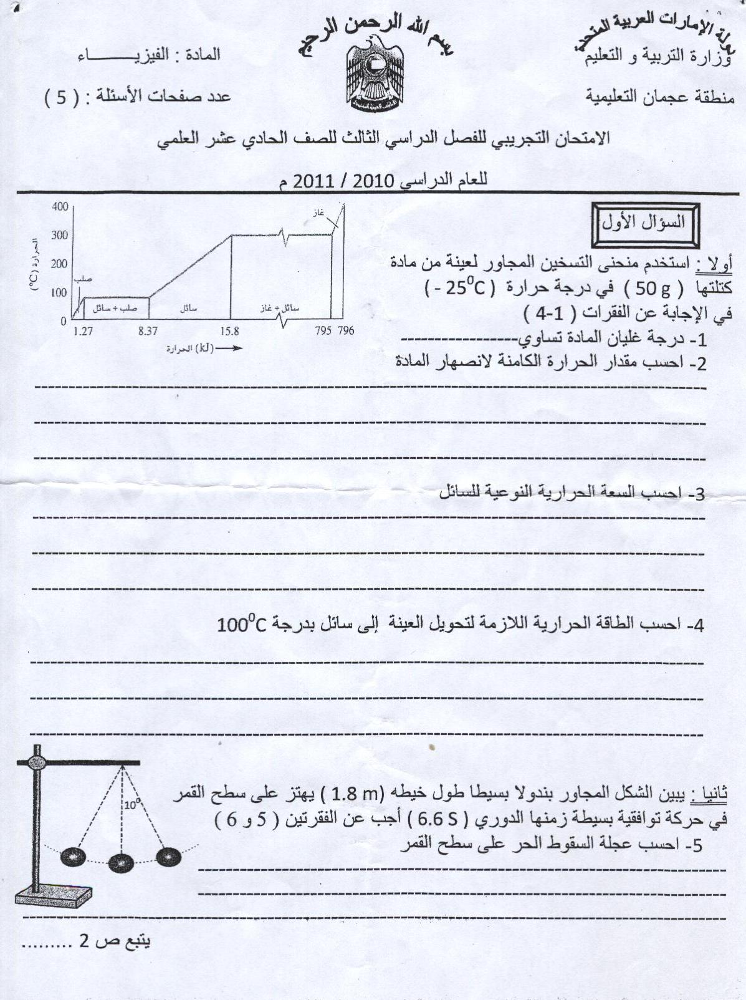 بسم الله الرحمن الرحيم
دولة الإمارات العربية المتحدة
وزارة التربية و التعليم
منطقة عجمان التعليمية
المادة : الفيزيــــــاء
عدد صفحات الأسئلة : ( 5 )
الامتحان التجريبي للفصل الدراسي الثالث للصف الحادي عشر العلمي
للعام الدراسي 2010 / 2011 م
السؤال الأول
أولا : استخدم منحنى التسخين المجاور لعينة من مادة
كتلتها ( 50 g ) في درجة حرارة ( - 25⁰C )
في الإجابة عن الفقرات ( 1-4 )
1- درجة غليان المادة تساوي-----------------
2- احسب مقدار الحرارة الكامنة لانصهار المادة
الحرارة (°C)
400
300
200
100
0
صلب
صلب + سائل
سائل
سائل + غاز
غاز
1.27 8.37 15.8 795 796
الحرارة (kJ)
3- احسب السعة الحرارية النوعية للسائل
4- احسب الطاقة الحرارية اللازمة لتحويل العينة إلى سائل بدرجة 100⁰C
10⁰
ثانيا : يبين الشكل المجاور بندولا بسيطا طول خيطه (1.8 m ) يهتز على سطح القمر
في حركة توافقية بسيطة زمنها الدوري ( 6.6 S ) أجب عن الفقرتين ( 5 و 6 )
5- احسب عجلة السقوط الحر على سطح القمر
يتبع ص 2 .........